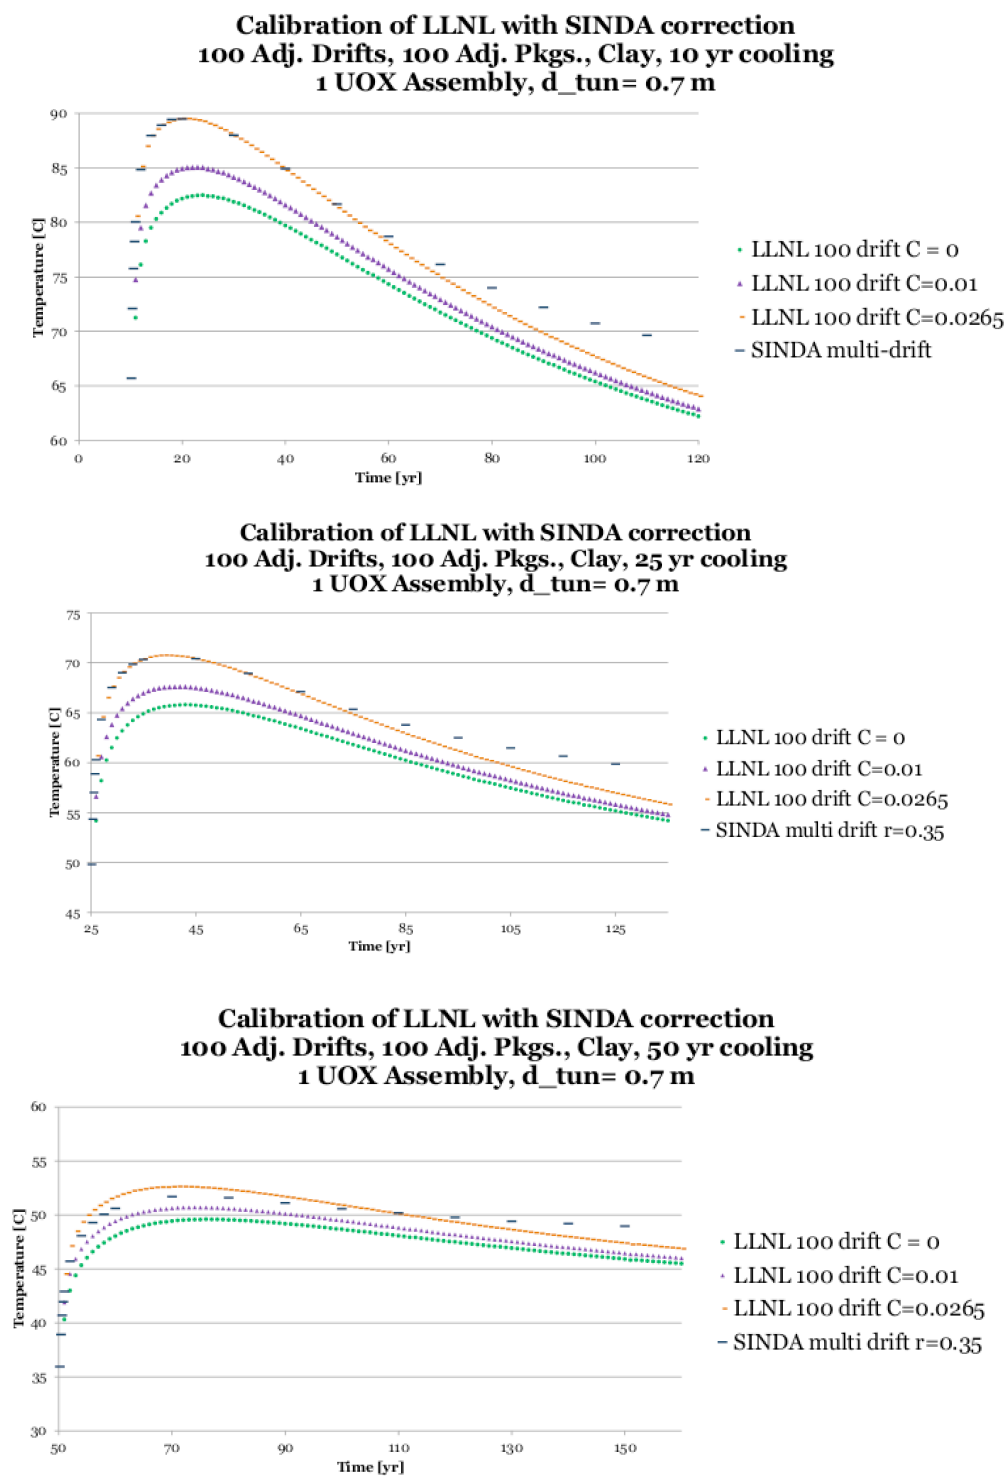 Calibration of LLNL with SINDA correction
100 Adj. Drifts, 100 Adj. Pkgs., Clay, 10 yr cooling
1 UOX Assembly, d_tun= 0.7 m
90
85
80
75
70
65
60
Temperature [C]
0 20 40 60 80 100 120
Time [yr]
LLNL 100 drift C = 0
LLNL 100 drift C=0.01
LLNL 100 drift C=0.0265
SINDA multi-drift
Calibration of LLNL with SINDA correction
100 Adj. Drifts, 100 Adj. Pkgs., Clay, 25 yr cooling
1 UOX Assembly, d_tun= 0.7 m
75
70
65
60
55
50
45
Temperature [C]
25 45 65 85 105 125
Time [yr]
LLNL 100 drift C = 0
LLNL 100 drift C=0.01
LLNL 100 drift C=0.0265
SINDA multi drift r=0.35
Calibration of LLNL with SINDA correction
100 Adj. Drifts, 100 Adj. Pkgs., Clay, 50 yr cooling
1 UOX Assembly, d_tun= 0.7 m
60
55
50
45
40
35
30
Temperature [C]
50 70 90 110 130 150
Time [yr]
LLNL 100 drift C = 0
LLNL 100 drift C=0.01
LLNL 100 drift C=0.0265
SINDA multi drift r=0.35